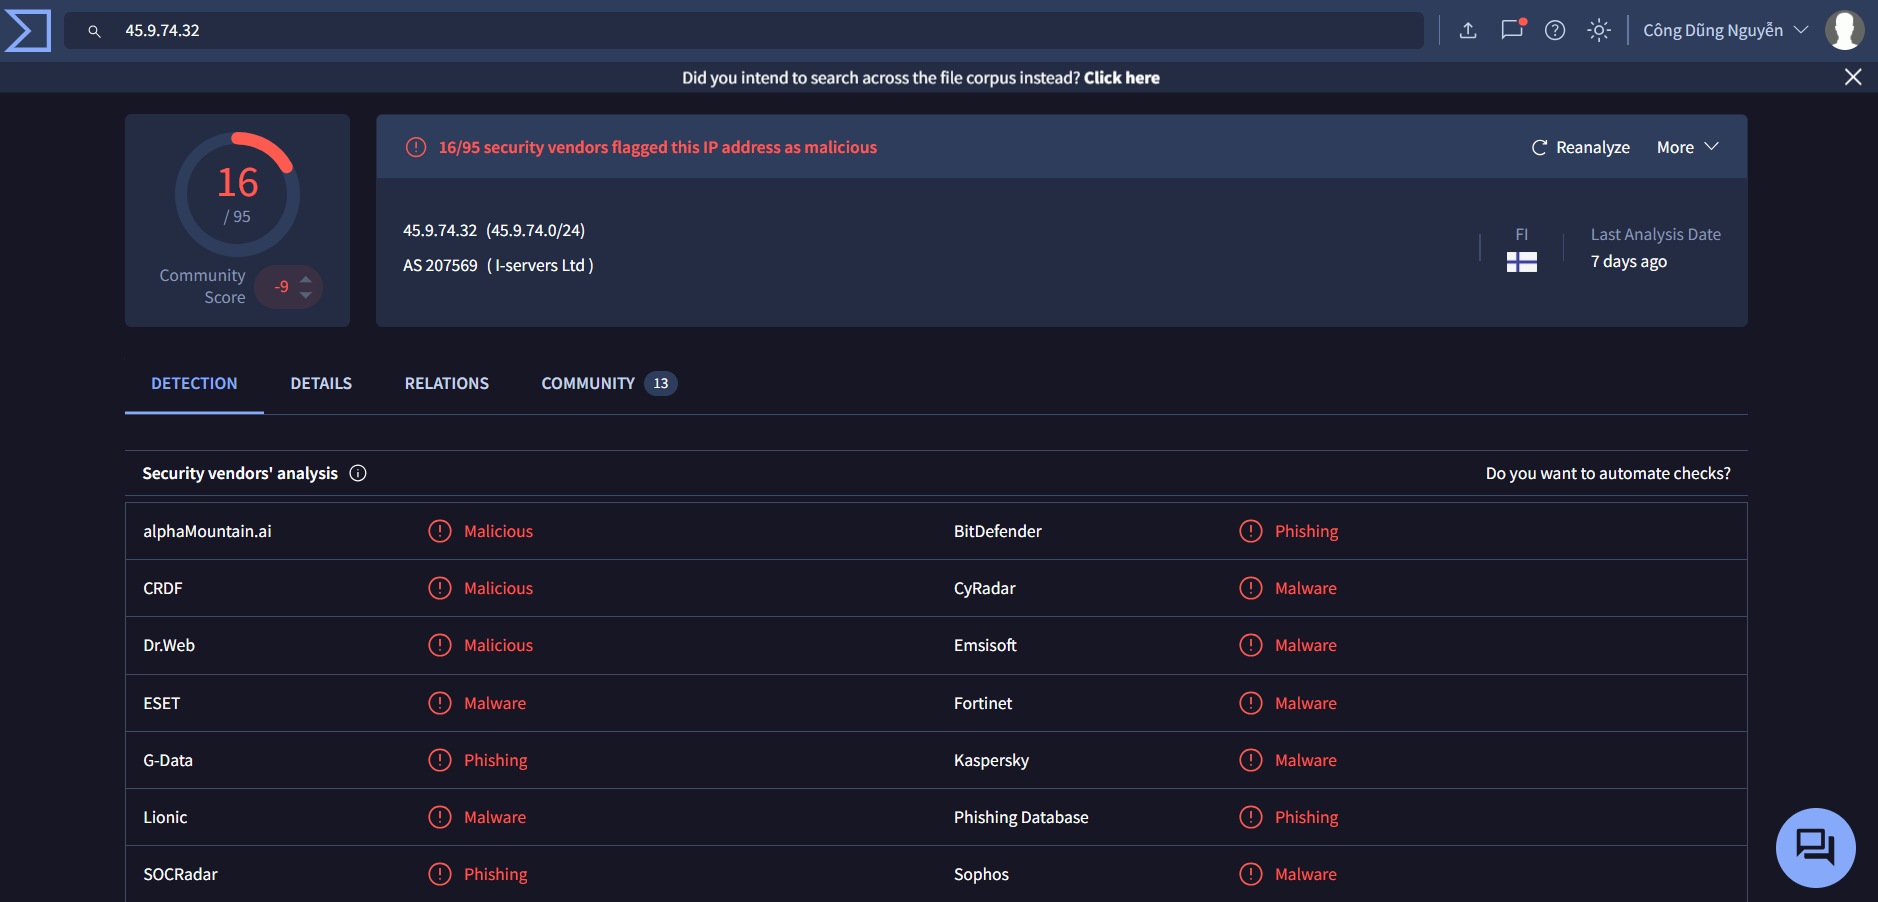 45.9.74.32
Công Dũng Nguyễn
Did you intend to search across the file corpus instead? Click here
16
/ 95
Community
Score
-9
16/95 security vendors flagged this IP address as malicious
Reanalyze
More
45.9.74.32 (45.9.74.0/24)
AS 207569 ( I-servers Ltd )
FI
Last Analysis Date
7 days ago
DETECTION
DETAILS
RELATIONS
COMMUNITY 13
Security vendors' analysis
Do you want to automate checks?
alphaMountain.ai Malicious BitDefender Phishing
CRDF Malicious CyRadar Malware
Dr.Web Malicious Emsisoft Malware
ESET Malware Fortinet Malware
G-Data Phishing Kaspersky Malware
Lionic Malware Phishing Database Phishing
SOCRadar Phishing Sophos Malware